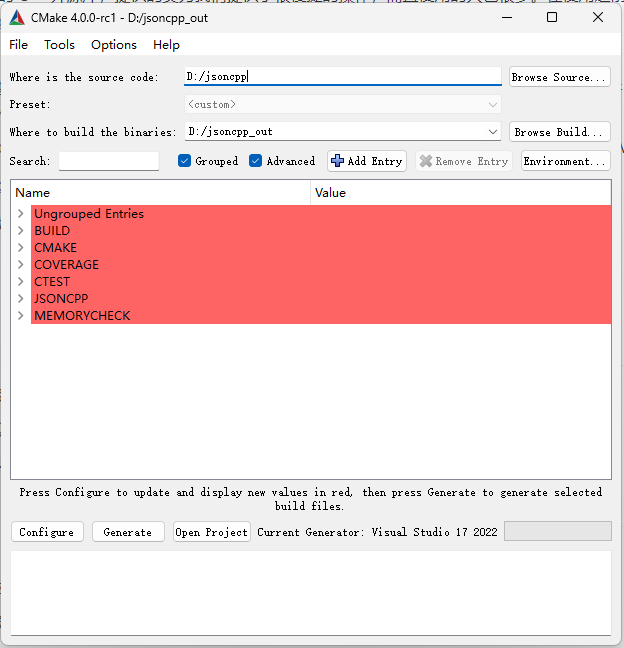 CMake 4.0.0-rc1 - D:/jsoncpp_out
File Tools Options Help
Where is the source code: D:/jsoncpp Browse Source...
Preset: <custom>
Where to build the binaries: D:/jsoncpp_out Browse Build...
Search: Grouped Advanced Add Entry Remove Entry Environment...
Name Value
Ungrouped Entries
BUILD
CMAKE
COVERAGE
CTEST
JSONCPP
MEMORYCHECK
Press Configure to update and display new values in red, then press Generate to generate selected
build files.
Configure Generate Open Project Current Generator: Visual Studio 17 2022